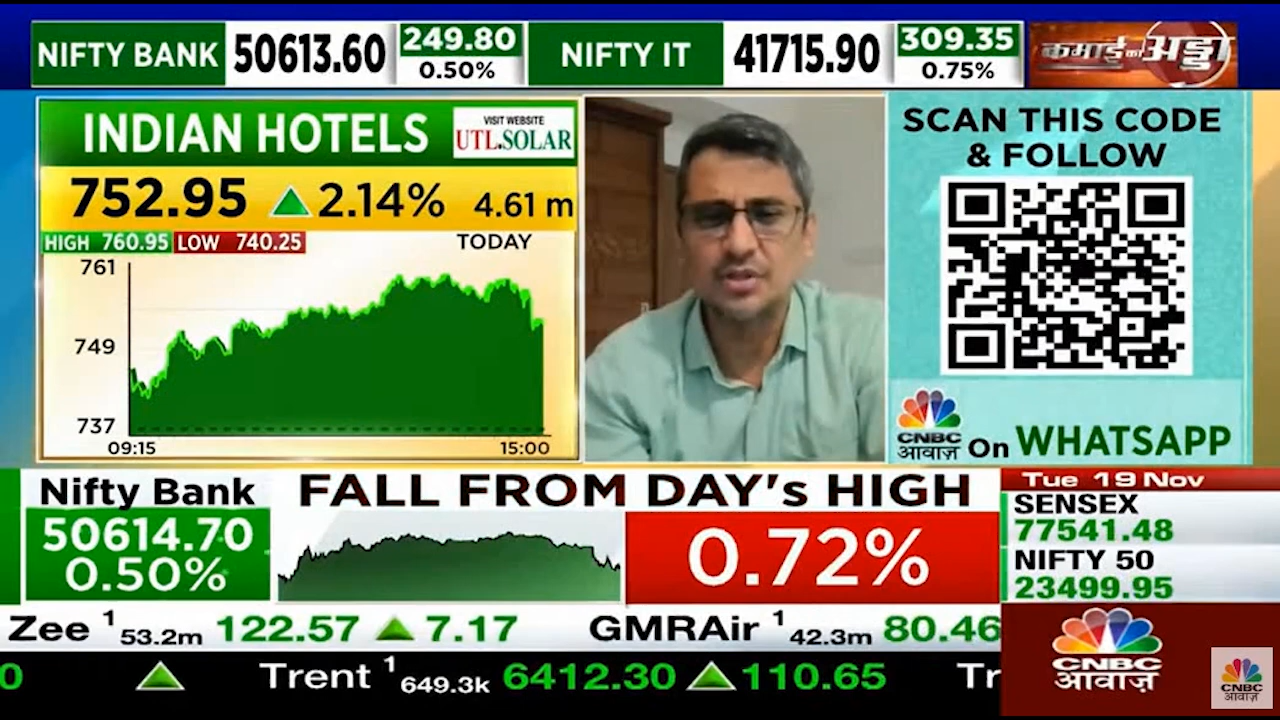 NIFTY BANK 50613.60 249.80 0.50% NIFTY IT 41715.90 309.35 0.75% कमाई का अड्डा
INDIAN HOTELS
VISIT WEBSITE
UTL.SOLAR
752.95 2.14% 4.61 m
HIGH 760.95 LOW 740.25 TODAY
761
749
737
09:15 15:00
SCAN THIS CODE
& FOLLOW
CNBC
आवाज़
On WHATSAPP
Nifty Bank
50614.70
0.50%
FALL FROM DAY's HIGH
0.72%
Tue 19 Nov
SENSEX
77541.48
NIFTY 50
23499.95
Zee 1 53.2m 122.57 7.17 GMRAir 1 42.3m 80.46
0 Trent 1 649.3k 6412.30 110.65 Tr
CNBC
आवाज़
CNBC
आवाज़